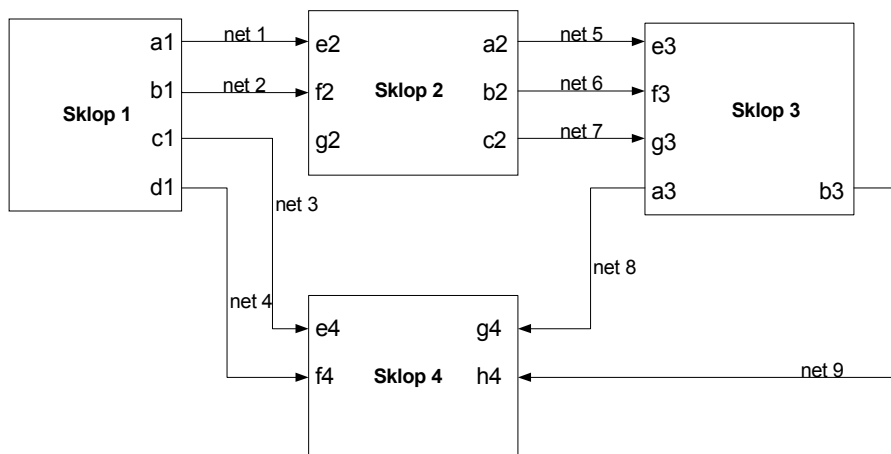 a1
b1
Sklop 1
c1
d1
net 1
net 2
net 3
net 4
e2
f2
g2
Sklop 2
a2
b2
c2
net 5
net 6
net 7
e3
f3
g3
a3
Sklop 3
b3
net 8
net 9
e4
f4
Sklop 4
g4
h4